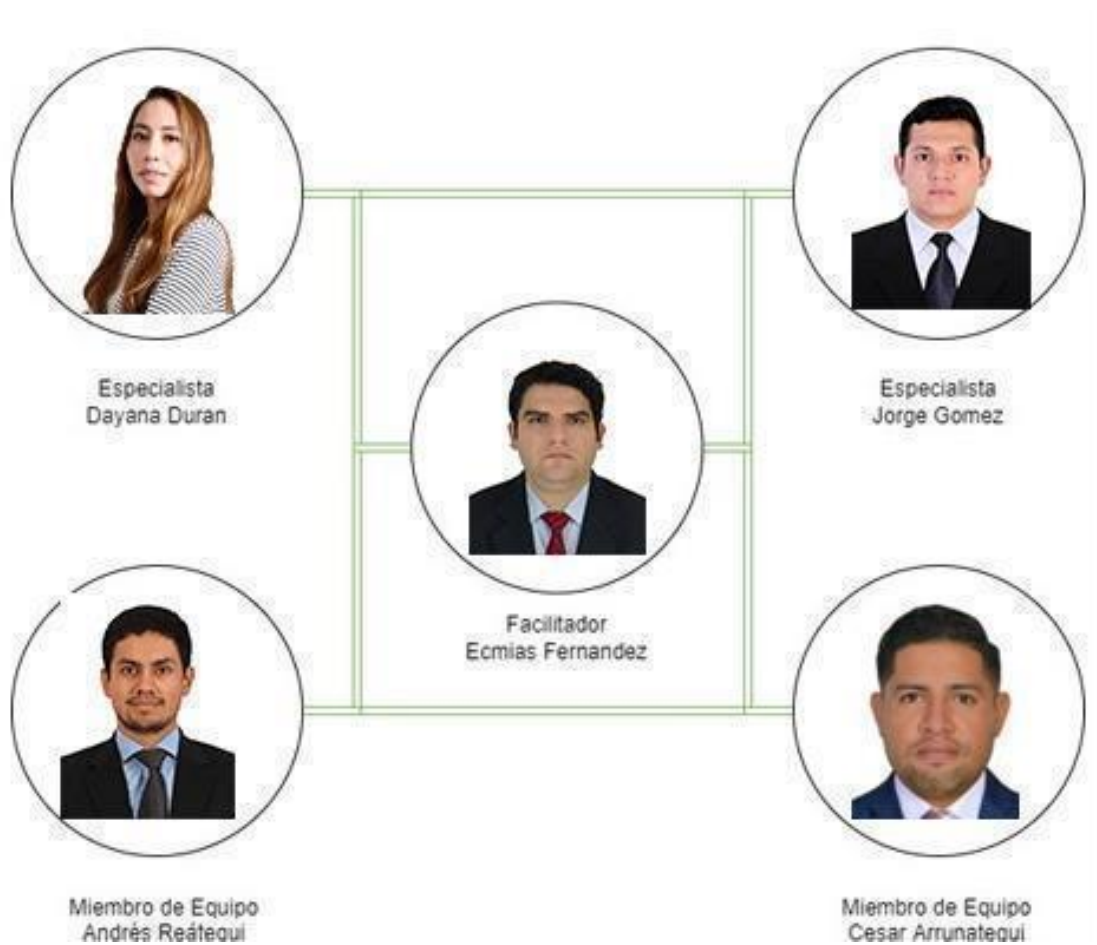 Especialista
Dayana Duran
Especialista
Jorge Gomez
Facilitador
Ecmias Fernandez
Miembro de Equipo
Andrés Reátegui
Miembro de Equipo
Cesar Arrunategui